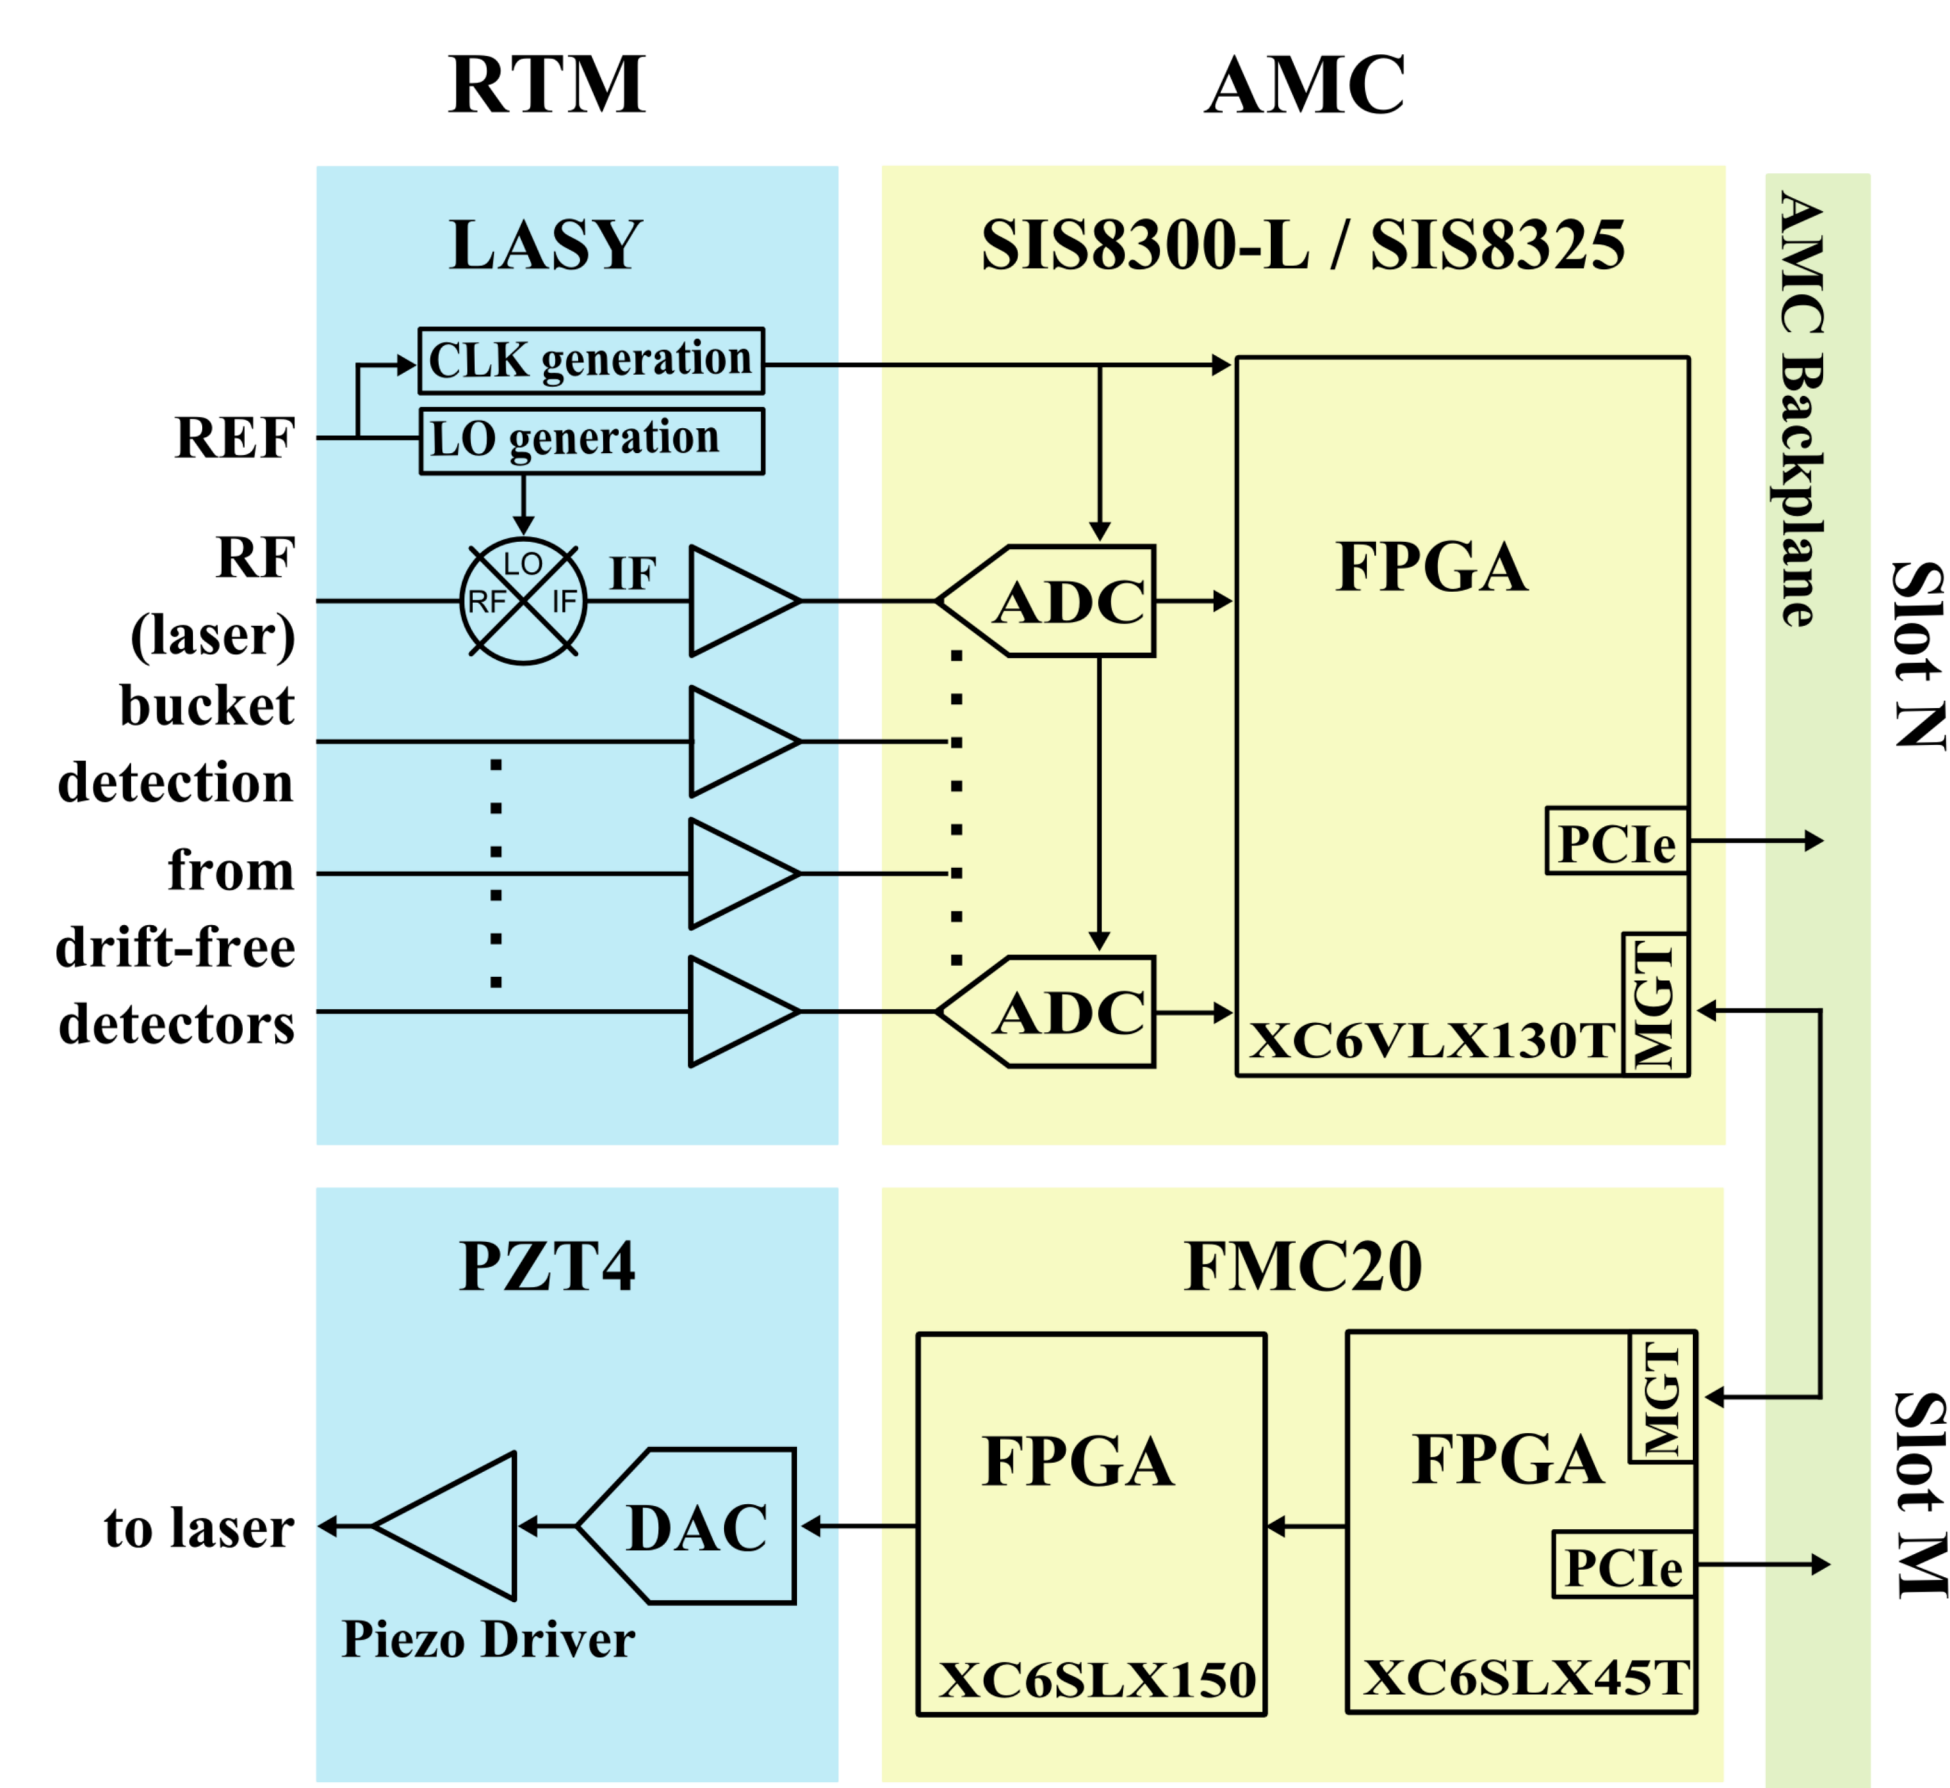 RTM
AMC
LASY
SIS8300-L / SIS8325
AMC Backplane
CLK generation
REF
LO generation
RF
(laser)
LO
RF
IF
IF
ADC
FPGA
Slot N
bucket
detection
from
drift-free
detectors
PCIe
ADC
XC6VLX130T
MGT
PZT4
FMC20
MGT
FPGA
FPGA
Slot M
to laser
DAC
PCIe
Piezo Driver
XC6SLX150
XC6SLX45T